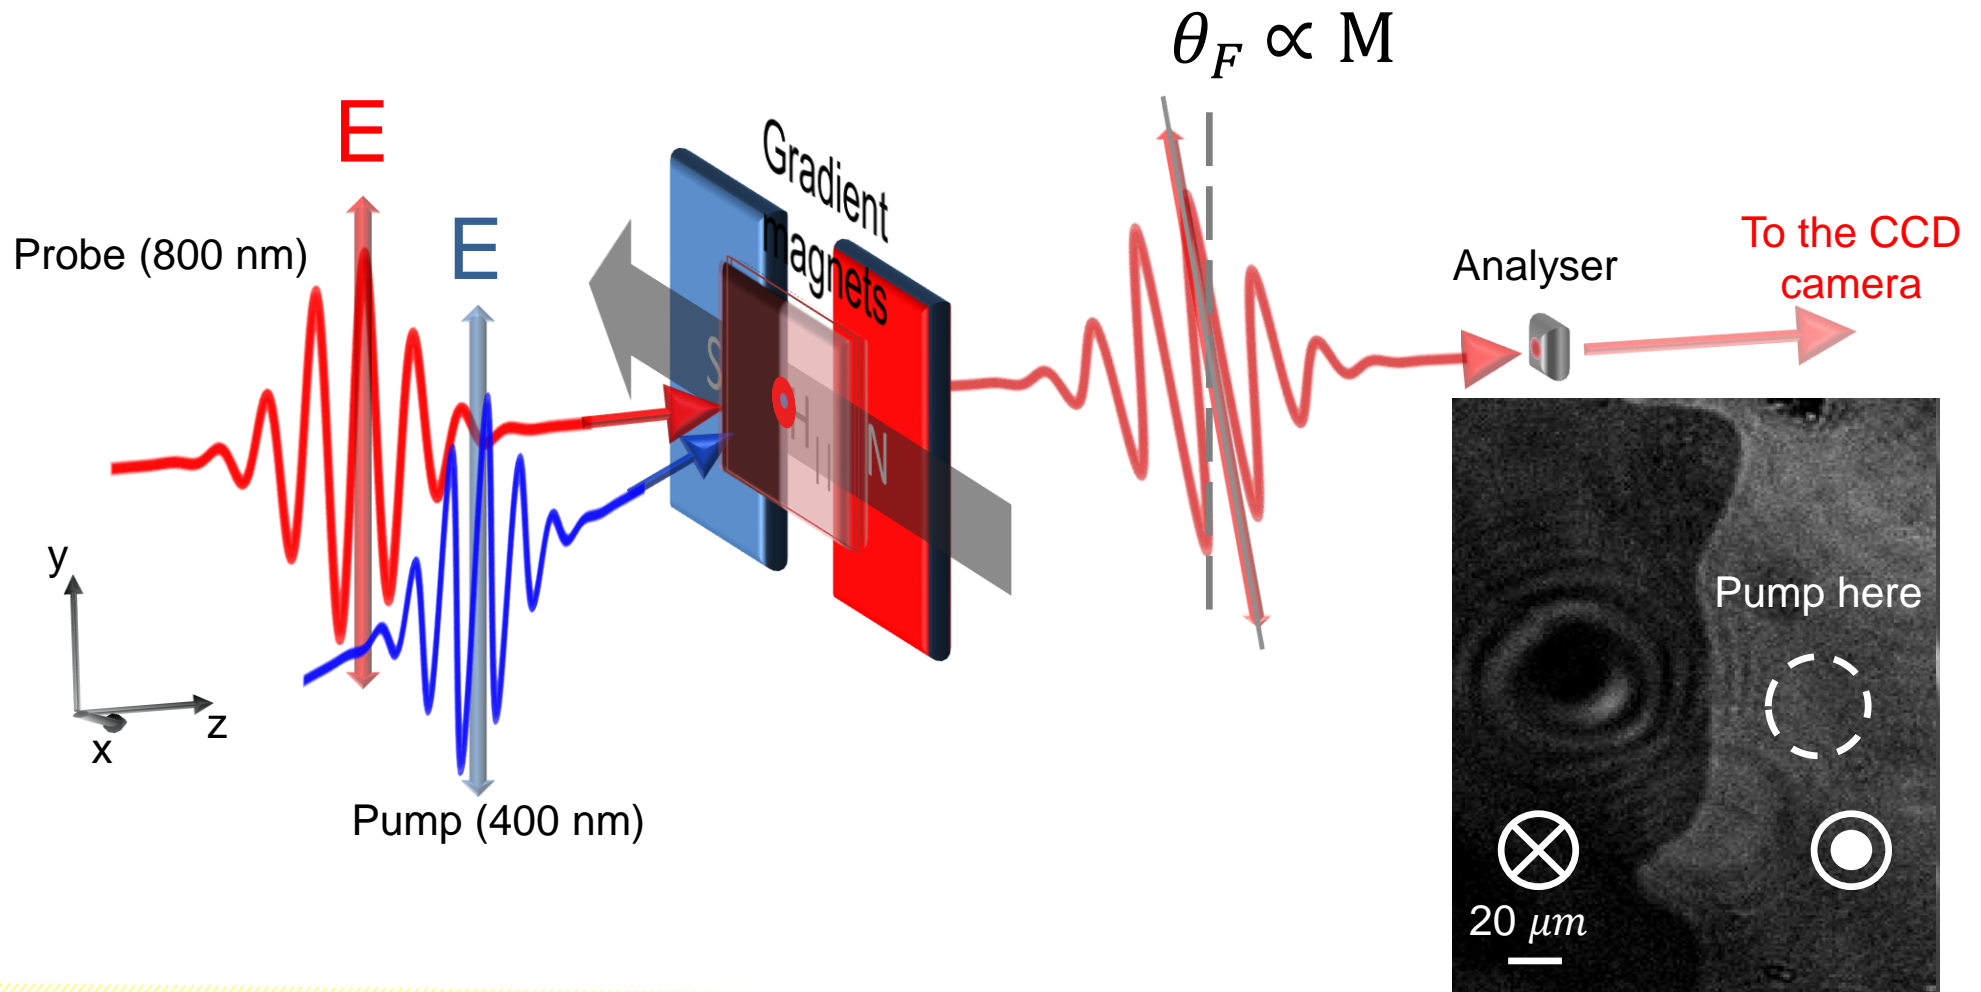 θ_F ∝ M
E
E
Probe (800 nm)
Gradient
magnets
S
H||
N
Analyser
To the CCD
camera
y
x
z
Pump (400 nm)
Pump here
20 μm